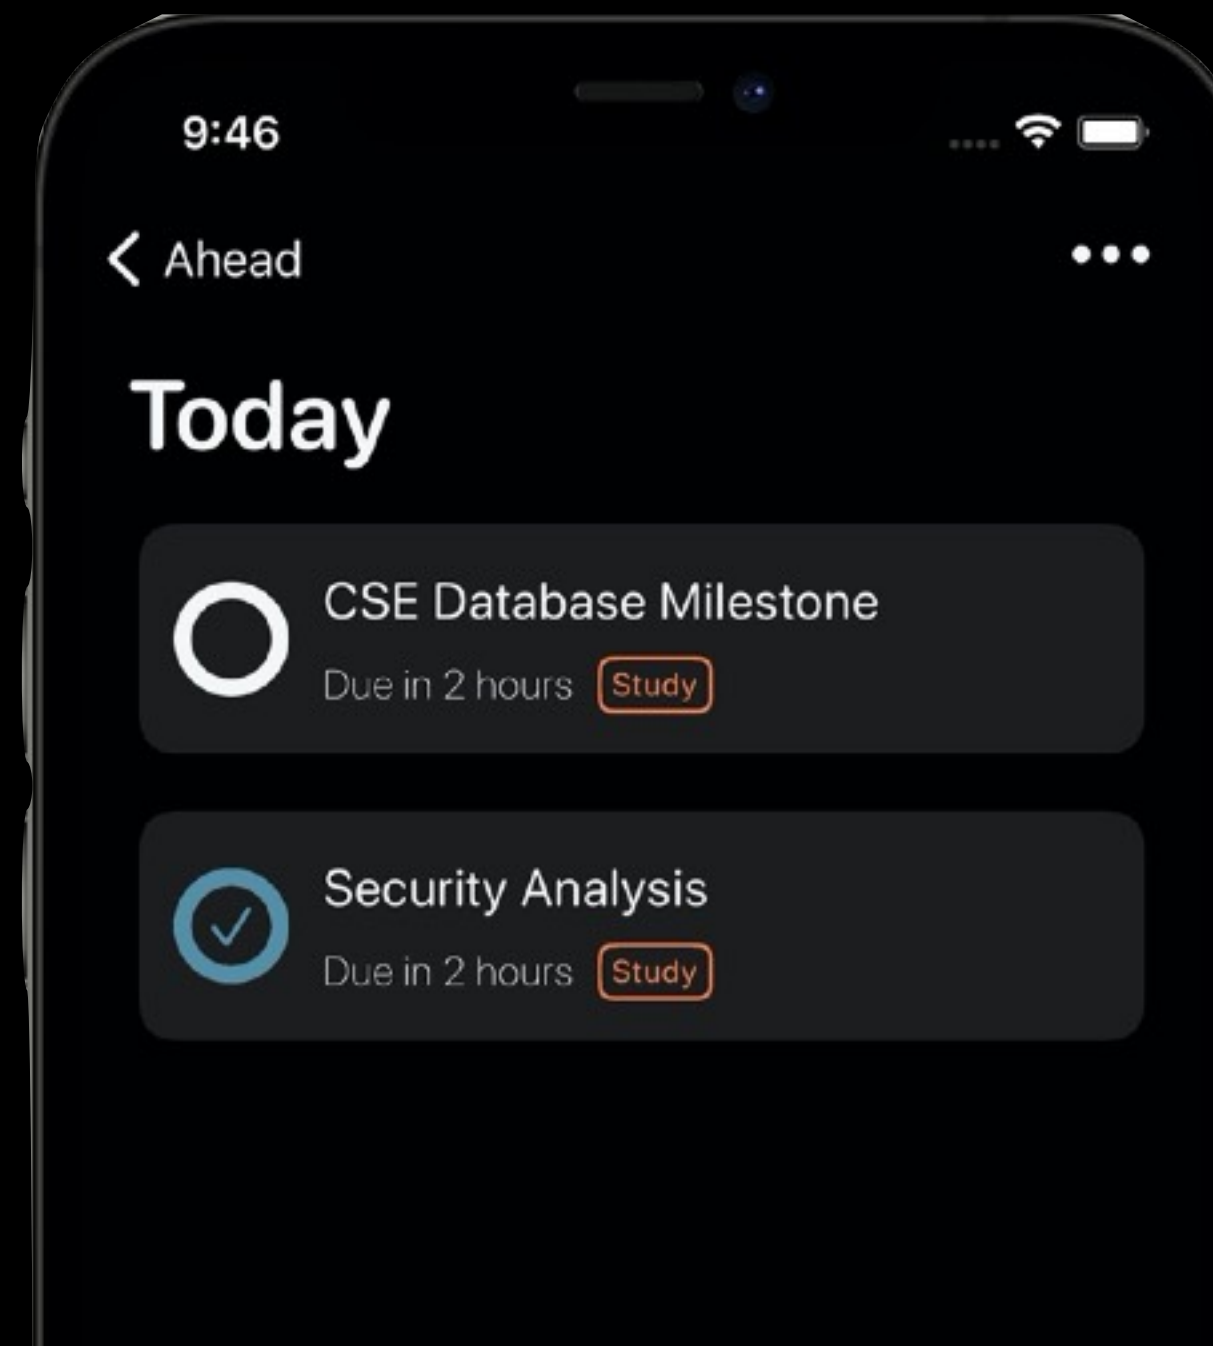 9:46
Ahead
Today
CSE Database Milestone
Due in 2 hours Study
Security Analysis
Due in 2 hours Study